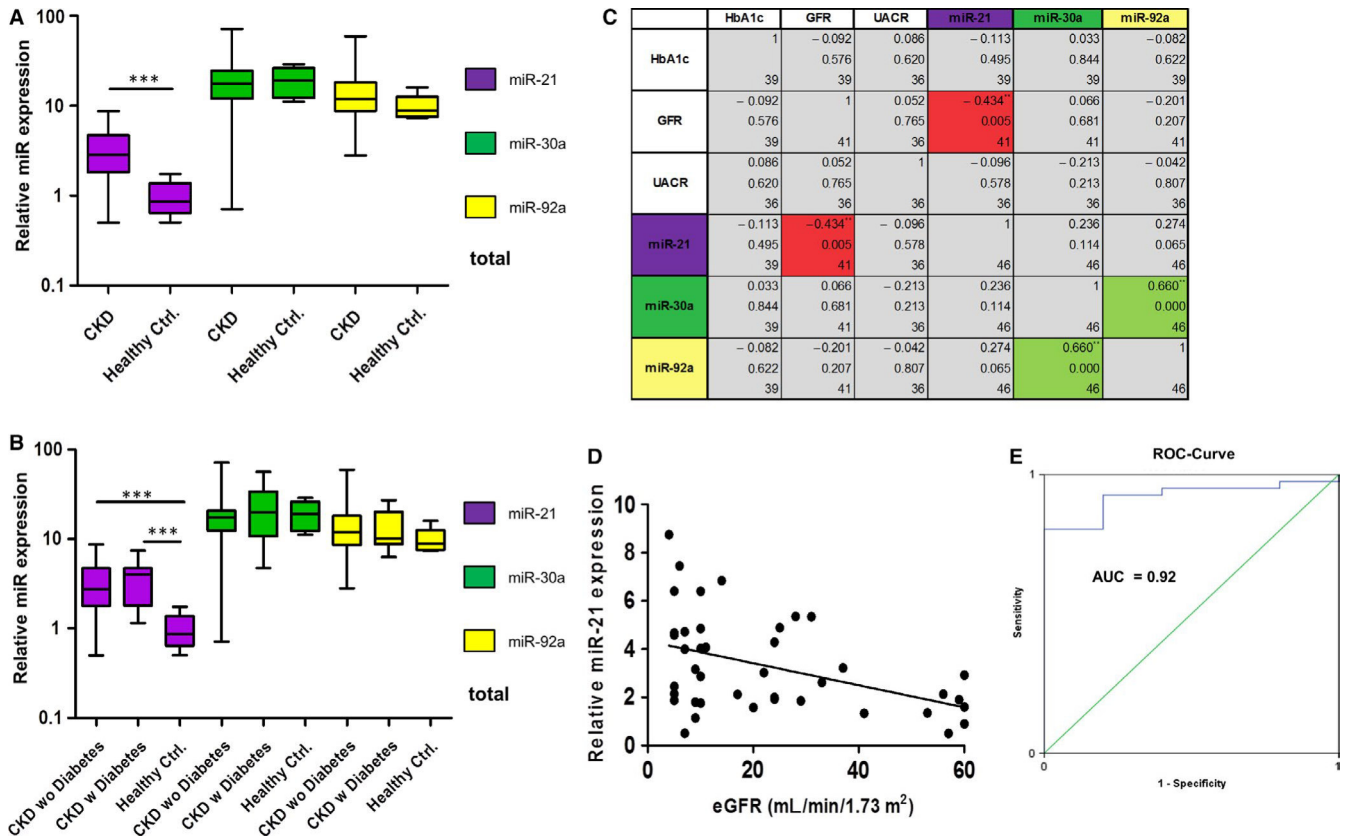 A
Relative miR expression
100
10
1
0.1
***
CKD
Healthy Ctrl.
CKD
Healthy Ctrl.
CKD
Healthy Ctrl.
miR-21
miR-30a
miR-92a
total
B
Relative miR expression
100
10
1
0.1
***
***
CKD wo Diabetes
CKD w Diabetes
Healthy Ctrl.
CKD wo Diabetes
CKD w Diabetes
Healthy Ctrl.
CKD wo Diabetes
CKD w Diabetes
Healthy Ctrl.
miR-21
miR-30a
miR-92a
total
C
HbA1c GFR UACR miR-21 miR-30a miR-92a
HbA1c
1 − 0.092 0.086 − 0.113 0.033 −0.082
0.576 0.620 0.495 0.844 0.622
39 39 36 39 39 39
GFR
− 0.092 1 0.052 − 0.434** 0.066 −0.201
0.576 0.765 0.005 0.681 0.207
39 41 36 41 41 41
UACR
0.086 0.052 1 −0.096 −0.213 −0.042
0.620 0.765 0.578 0.213 0.807
36 36 36 36 36 36
miR-21
−0.113 −0.434** − 0.096 1 0.236 0.274
0.495 0.005 0.578 0.114 0.065
39 41 36 46 46 46
miR-30a
0.033 0.066 − 0.213 0.236 1 0.660**
0.844 0.681 0.213 0.114 0.000
39 41 36 46 46 46
miR-92a
− 0.082 −0.201 − 0.042 0.274 0.660** 1
0.622 0.207 0.807 0.065 0.000
39 41 36 46 46 46
D
Relative miR-21 expression
10
8
6
4
2
0
0 20 40 60
eGFR (mL/min/1.73 m²)
E
ROC-Curve
Sensitivity
1
0
AUC = 0.92
0 1
1 - Specificity